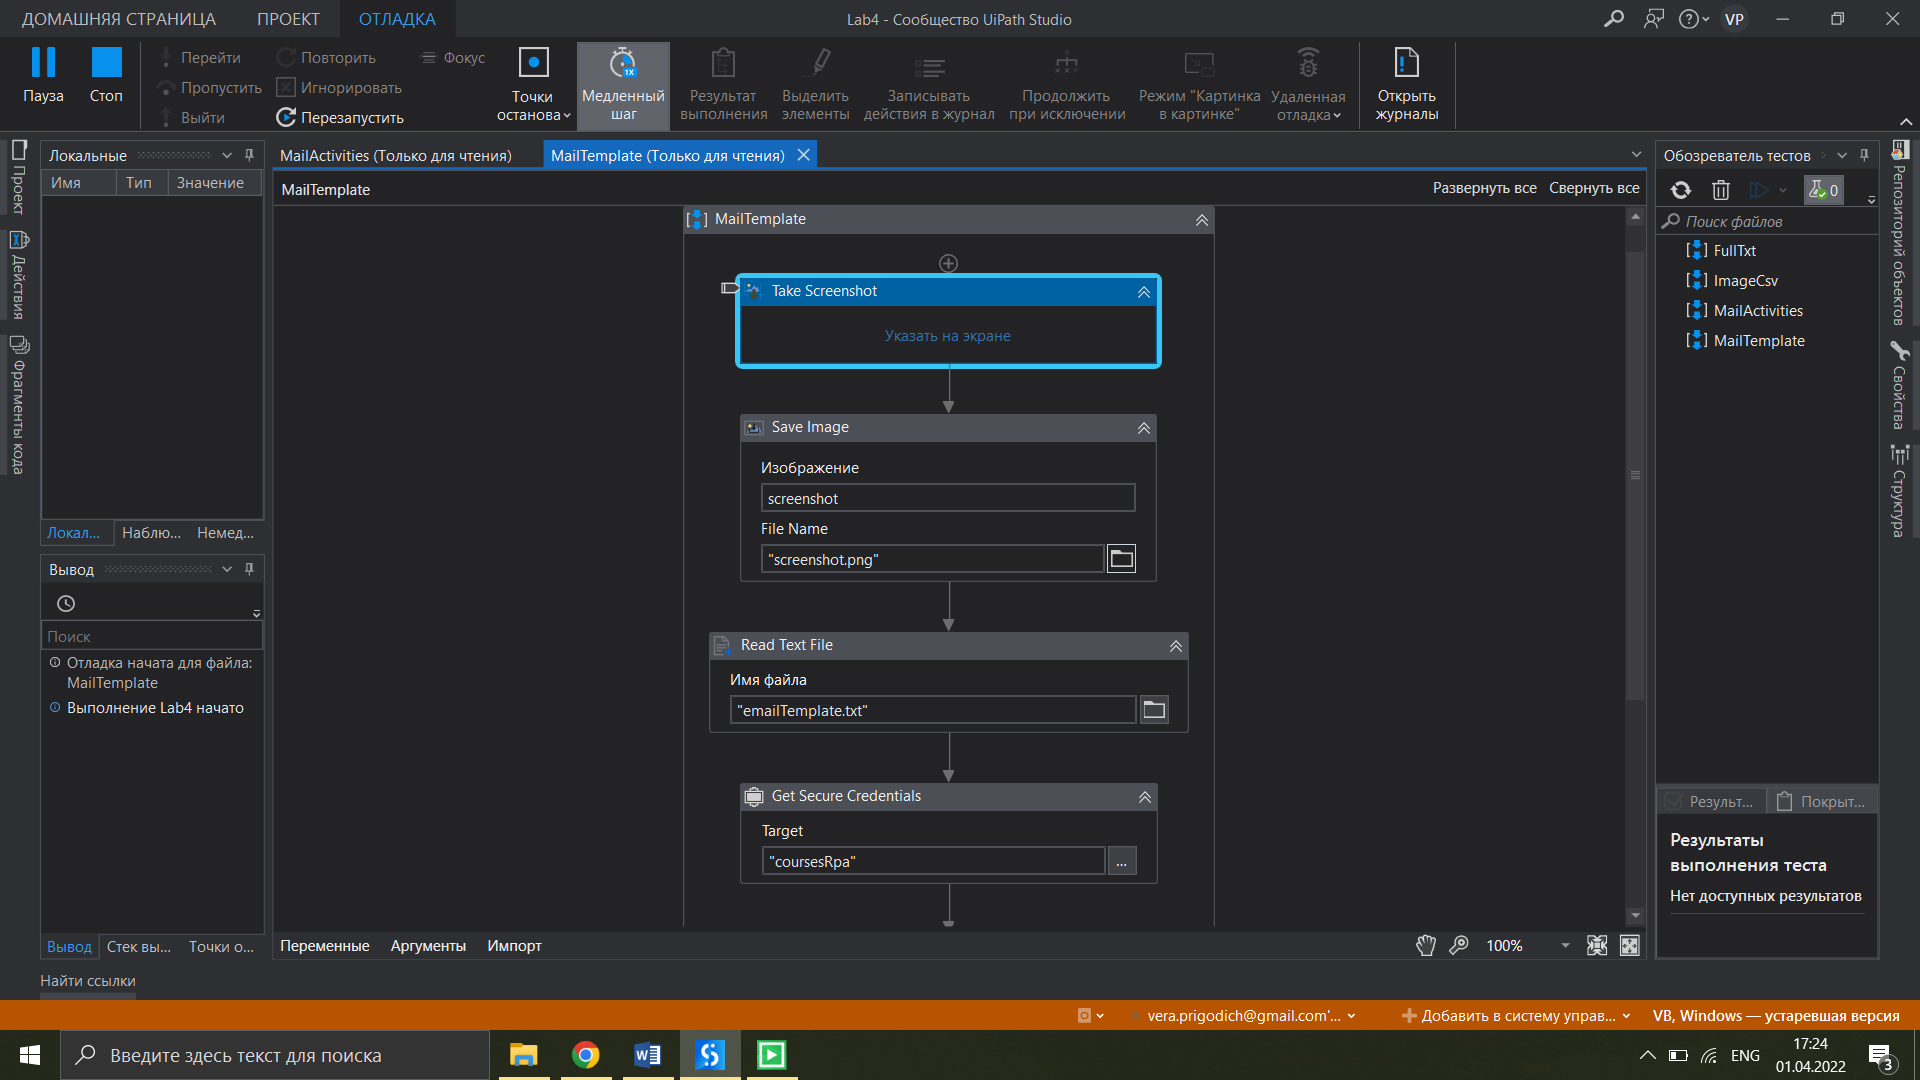 ДОМАШНЯЯ СТРАНИЦА ПРОЕКТ ОТЛАДКА Lab4 - Сообщество UiPath Studio VP
Пауза Стоп
Перейти
Пропустить
Выйти
Повторить
Игнорировать
Перезапустить
Фокус
Точки
останова
Медленный
шаг
Результат
выполнения
Выделить
элементы
Записывать
действия в журнал
Продолжить
при исключении
Режим "Картинка
в картинке"
Удаленная
отладка
Открыть
журналы
Проект
Действия
Фрагменты кода
Локальные
Имя Тип Значение
Локал... Наблю... Немед...
Вывод
Поиск
Отладка начата для файла:
MailTemplate
Выполнение Lab4 начато
Вывод Стек вы... Точки о...
Найти ссылки
MailActivities (Только для чтения) MailTemplate (Только для чтения)
MailTemplate Развернуть все Свернуть все
MailTemplate
Take Screenshot
Указать на экране
Save Image
Изображение
screenshot
File Name
"screenshot.png"
Read Text File
Имя файла
"emailTemplate.txt"
Get Secure Credentials
Target
"coursesRpa"
...
Переменные Аргументы Импорт 100%
Обозреватель тестов
0
Поиск файлов
FullTxt
ImageCsv
MailActivities
MailTemplate
Результ... Покрыт...
Результаты
выполнения теста
Нет доступных результатов
Репозиторий объектов
Свойства
Структура
vera.prigodich@gmail.com'... Добавить в систему управ... VB, Windows — устаревшая версия
Введите здесь текст для поиска
ENG
17:24
01.04.2022
3